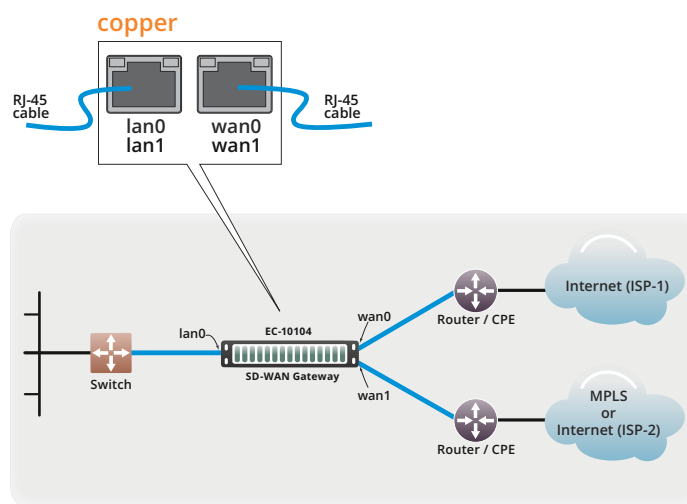 copper
RJ-45
cable
RJ-45
cable
lan0
lan1
wan0
wan1
Internet (ISP-1)
wan0
Router / CPE
lan0
EC-10104
Switch
SD-WAN Gateway
wan1
MPLS
or
Internet (ISP-2)
Router / CPE